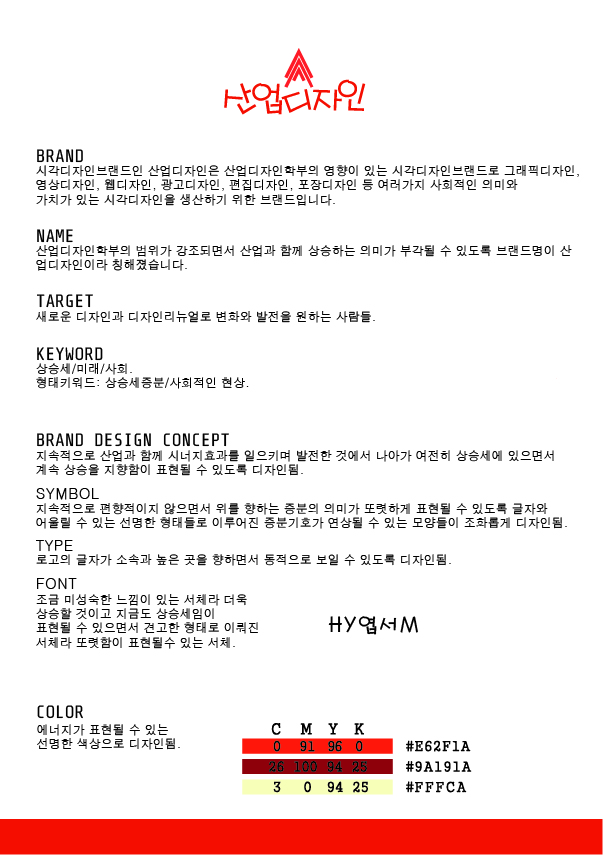 산업디자인
BRAND
시각디자인브랜드인 산업디자인은 산업디자인학부의 영향이 있는 시각디자인브랜드로 그래픽디자인,
영상디자인, 웹디자인, 광고디자인, 편집디자인, 포장디자인 등 여러가지 사회적인 의미와
가치가 있는 시각디자인을 생산하기 위한 브랜드입니다.
NAME
산업디자인학부의 범위가 강조되면서 산업과 함께 상승하는 의미가 부각될 수 있도록 브랜드명이 산
업디자인이라 칭해졌습니다.
TARGET
새로운 디자인과 디자인리뉴얼로 변화와 발전을 원하는 사람들.
KEYWORD
상승세/미래/사회.
형태키워드: 상승세증분/사회적인 현상.
BRAND DESIGN CONCEPT
지속적으로 산업과 함께 시너지효과를 일으키며 발전한 것에서 나아가 여전히 상승세에 있으면서
계속 상승을 지향함이 표현될 수 있도록 디자인됨.
SYMBOL
지속적으로 편향적이지 않으면서 위를 향하는 증분의 의미가 또렷하게 표현될 수 있도록 글자와
어울릴 수 있는 선명한 형태들로 이루어진 증분기호가 연상될 수 있는 모양들이 조화롭게 디자인됨.
TYPE
로고의 글자가 소속과 높은 곳을 향하면서 동적으로 보일 수 있도록 디자인됨.
FONT
조금 미성숙한 느낌이 있는 서체라 더욱
상승할 것이고 지금도 상승세임이
표현될 수 있으면서 견고한 형태로 이뤄진
서체라 또렷함이 표현될수 있는 서체.
HY엽서M
COLOR
에너지가 표현될 수 있는
선명한 색상으로 디자인됨.
C M Y K
0 91 96 0 #E62F1A
26 100 94 25 #9A191A
3 0 94 25 #FFFCA